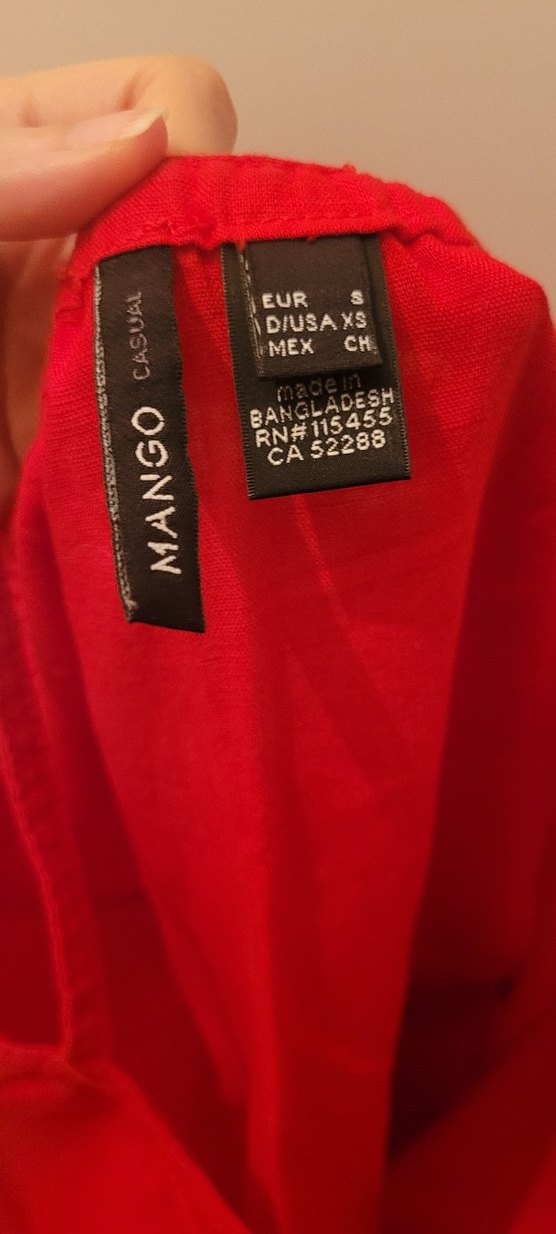 MANGO CASUAL
EUR S
D/USA XS
MEX CH
made in
BANGLADESH
RN# 115455
CA 52288